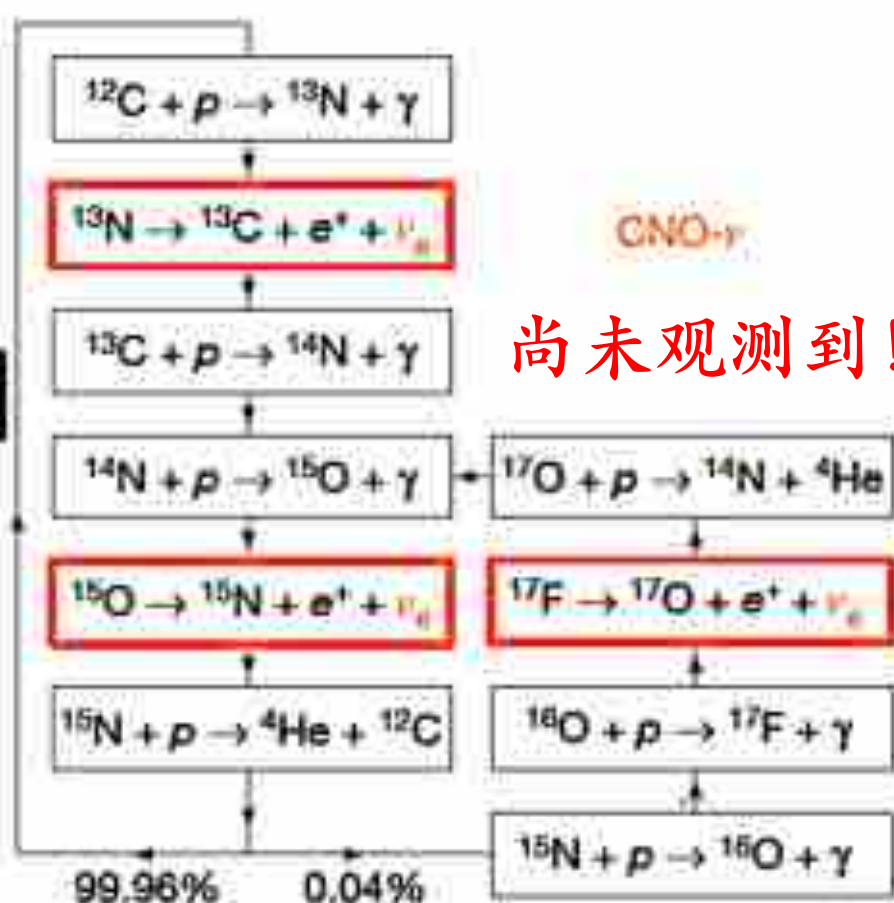 ¹²C + p → ¹³N + γ
¹³N → ¹³C + e⁺ + νₑ
CNO-ν
¹³C + p → ¹⁴N + γ
尚未观测到!
¹⁴N + p → ¹⁵O + γ
¹⁷O + p → ¹⁴N + ⁴He
¹⁵O → ¹⁵N + e⁺ + νₑ
¹⁷F → ¹⁷O + e⁺ + νₑ
¹⁵N + p → ⁴He + ¹²C
¹⁶O + p → ¹⁷F + γ
¹⁵N + p → ¹⁶O + γ
99.96%
0.04%